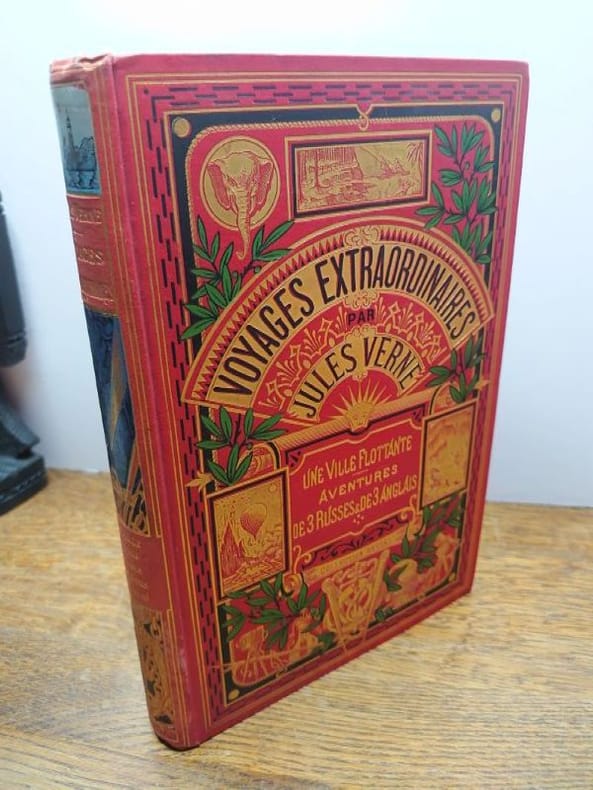 VOYAGES EXTRAORDINAIRES
PAR
JULES VERNE
UNE VILLE FLOTTANTE
AVENTURES
DE 3 RUSSES & DE 3 ANGLAIS